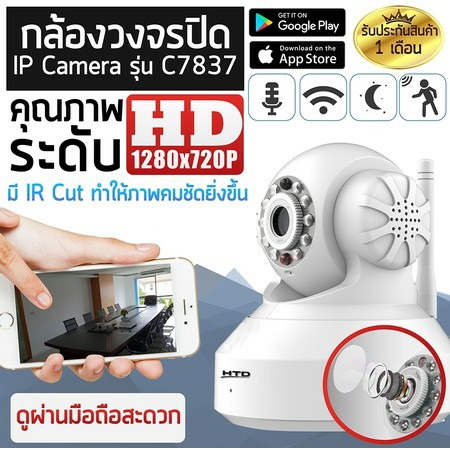 กล้องวงจรปิด
IP Camera รุ่น C7837
GET IT ON
Google Play
Download on the
App Store
รับประกันสินค้า
1 เดือน
คุณภาพ
ระดับ
HD
1280x720P
มี IR Cut ทำให้ภาพคมชัดยิ่งขึ้น
HTD
ดูผ่านมือถือสะดวก